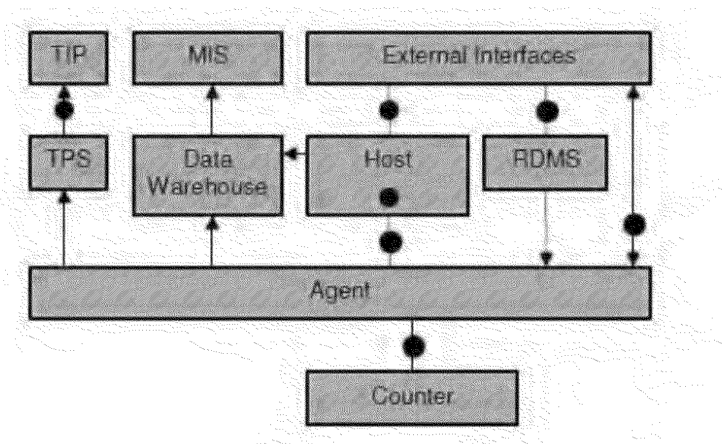 TIP
MIS
External Interfaces
TPS
Data
Warehouse
Host
RDMS
Agent
Counter